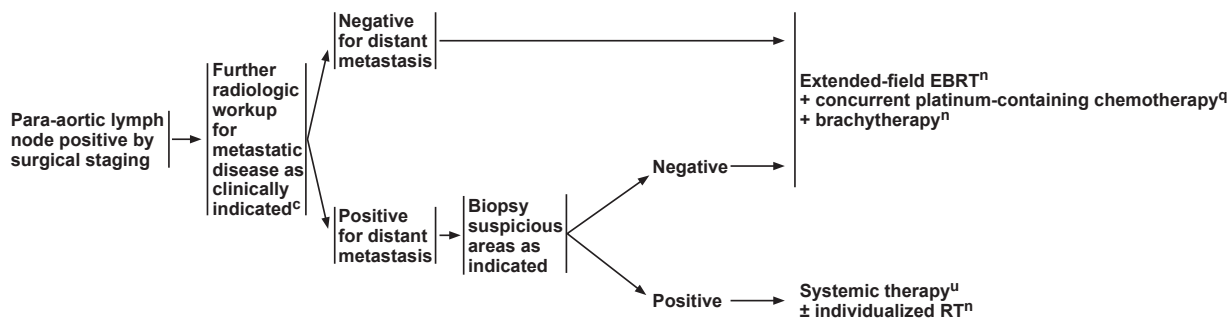 Para-aortic lymph
node positive by
surgical staging
Further
radiologic
workup
for
metastatic
disease as
clinically
indicatedᶜ
Negative
for distant
metastasis
Positive
for distant
metastasis
Biopsy
suspicious
areas as
indicated
Negative
Positive
Extended-field EBRTⁿ
+ concurrent platinum-containing chemotherapy^q
+ brachytherapyⁿ
Systemic therapyᵘ
± individualized RTⁿ